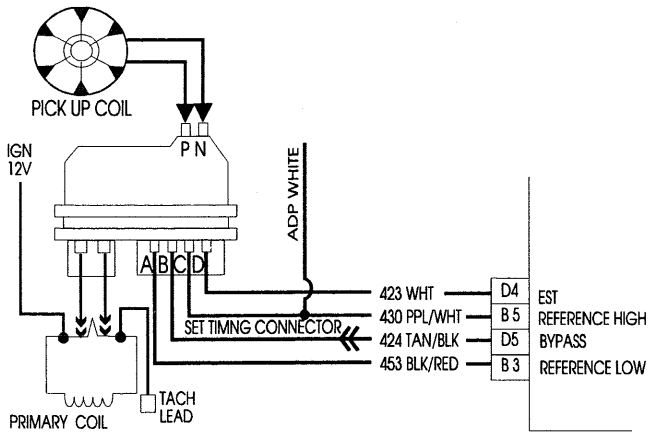 PICK UP COIL
IGN
12V
P N
ADP WHITE
A B C D
423 WHT
D4
EST
430 PPL/WHT
B 5
REFERENCE HIGH
SET TIMNG CONNECTOR
424 TAN/BLK
D5
BYPASS
453 BLK/RED
B 3
REFERENCE LOW
TACH
LEAD
PRIMARY COIL